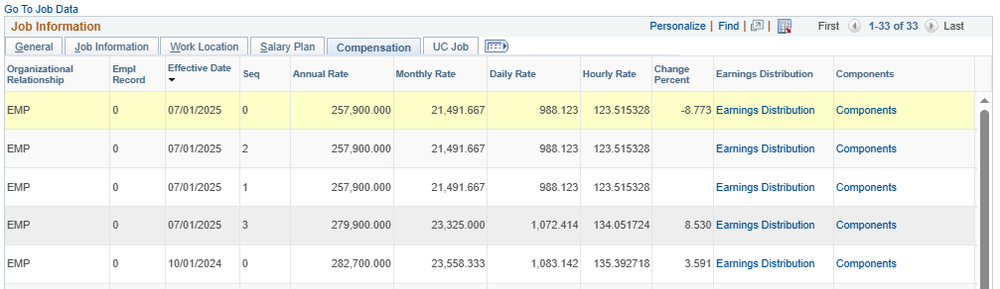 Go To Job Data
Job Information
Personalize | Find | | First 1-33 of 33 Last
General Job Information Work Location Salary Plan Compensation UC Job
Organizational Relationship Empl Record Effective Date Seq Annual Rate Monthly Rate Daily Rate Hourly Rate Change Percent Earnings Distribution Components
EMP 0 07/01/2025 0 257,900.000 21,491.667 988.123 123.515328 -8.773 Earnings Distribution Components
EMP 0 07/01/2025 2 257,900.000 21,491.667 988.123 123.515328 Earnings Distribution Components
EMP 0 07/01/2025 1 257,900.000 21,491.667 988.123 123.515328 Earnings Distribution Components
EMP 0 07/01/2025 3 279,900.000 23,325.000 1,072.414 134.051724 8.530 Earnings Distribution Components
EMP 0 10/01/2024 0 282,700.000 23,558.333 1,083.142 135.392718 3.591 Earnings Distribution Components